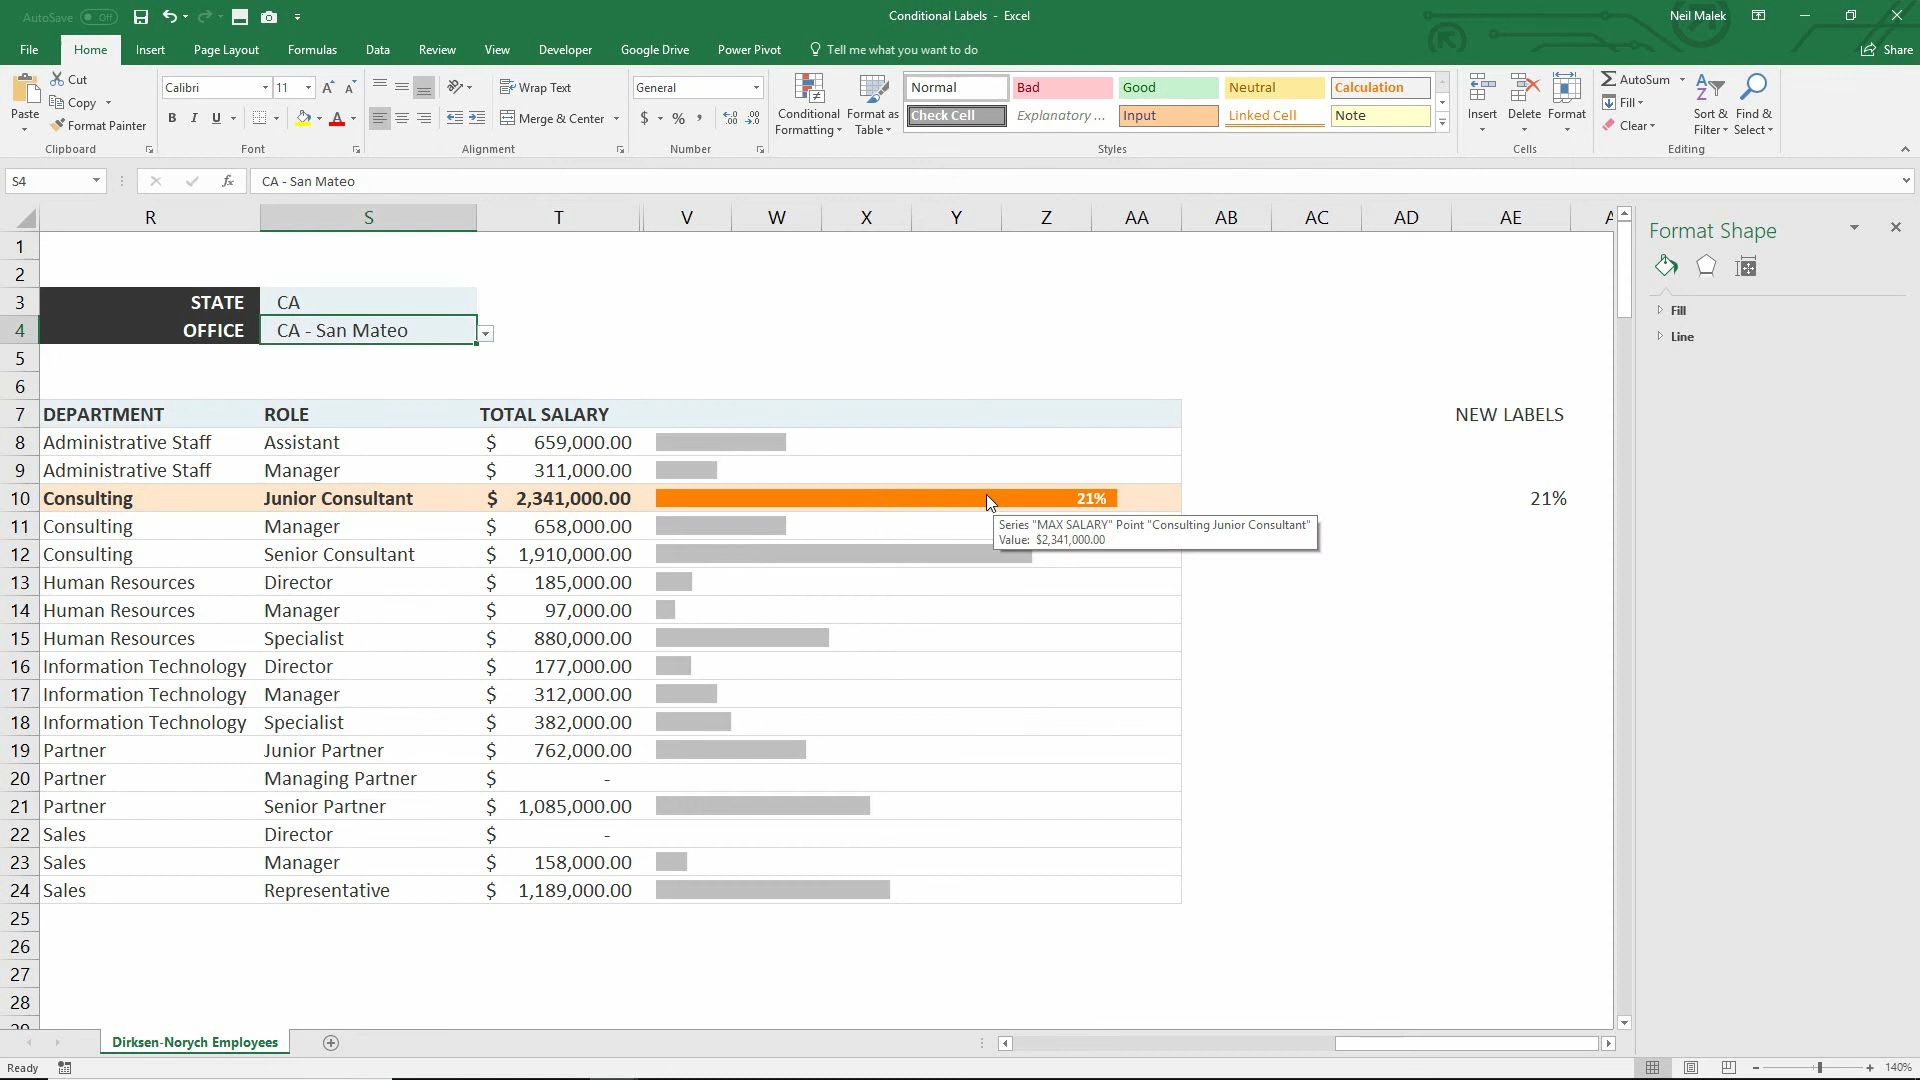 AutoSave Off
Conditional Labels - Excel
Neil Malek
File Home Insert Page Layout Formulas Data Review View Developer Google Drive Power Pivot Tell me what you want to do Share
Paste
Cut
Copy
Format Painter
Clipboard
Calibri 11
B I U
Font
Wrap Text
Merge & Center
Alignment
General
$ % ,
Number
Conditional Formatting
Format as Table
Normal Bad Good Neutral Calculation
Check Cell Explanatory ... Input Linked Cell Note
Styles
Insert Delete Format
Cells
AutoSum
Fill
Clear
Sort & Filter
Find & Select
Editing
S4
fx
CA - San Mateo
R S T V W X Y Z AA AB AC AD AE
Format Shape
Fill
Line
1
2
3 STATE CA
4 OFFICE CA - San Mateo
5
6
7 DEPARTMENT ROLE TOTAL SALARY NEW LABELS
8 Administrative Staff Assistant $ 659,000.00
9 Administrative Staff Manager $ 311,000.00
10 Consulting Junior Consultant $ 2,341,000.00 21% 21%
Series "MAX SALARY" Point "Consulting Junior Consultant"
Value: $2,341,000.00
11 Consulting Manager $ 658,000.00
12 Consulting Senior Consultant $ 1,910,000.00
13 Human Resources Director $ 185,000.00
14 Human Resources Manager $ 97,000.00
15 Human Resources Specialist $ 880,000.00
16 Information Technology Director $ 177,000.00
17 Information Technology Manager $ 312,000.00
18 Information Technology Specialist $ 382,000.00
19 Partner Junior Partner $ 762,000.00
20 Partner Managing Partner $ -
21 Partner Senior Partner $ 1,085,000.00
22 Sales Director $ -
23 Sales Manager $ 158,000.00
24 Sales Representative $ 1,189,000.00
25
26
27
28
Dirksen-Norych Employees
Ready
140%